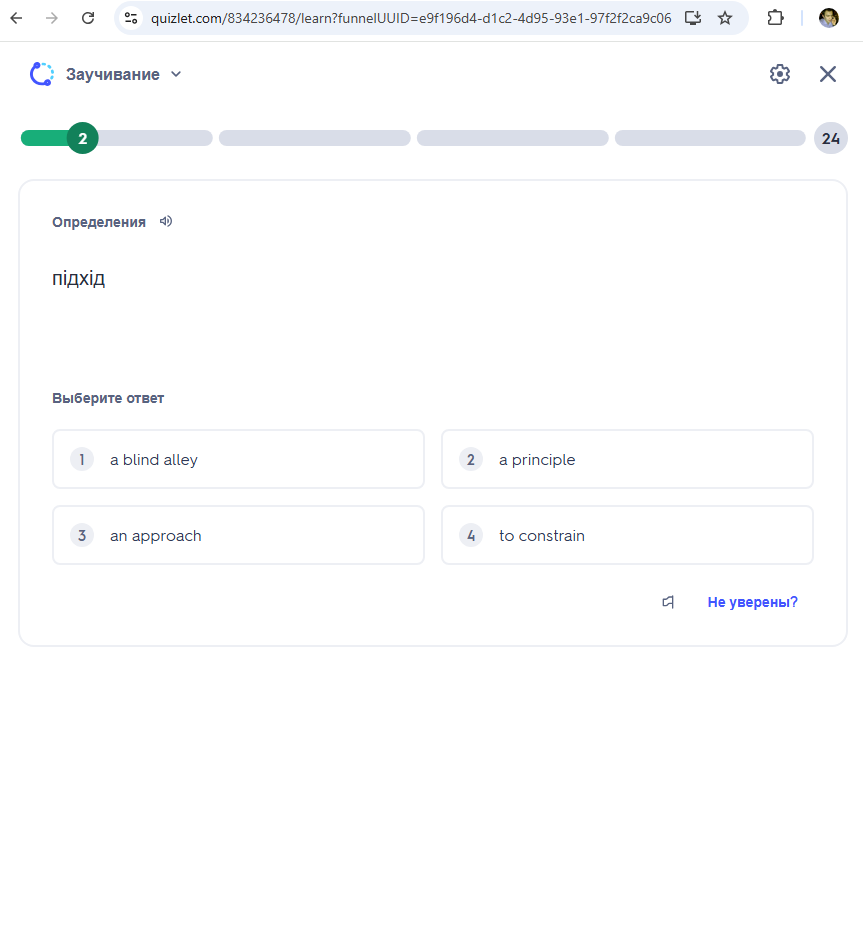 quizlet.com/834236478/learn?funnelUUID=e9f196d4-d1c2-4d95-93e1-97f2f2ca9c06
Заучивание
2
24
Определения
підхід
Выберите ответ
1 a blind alley
2 a principle
3 an approach
4 to constrain
Не уверены?